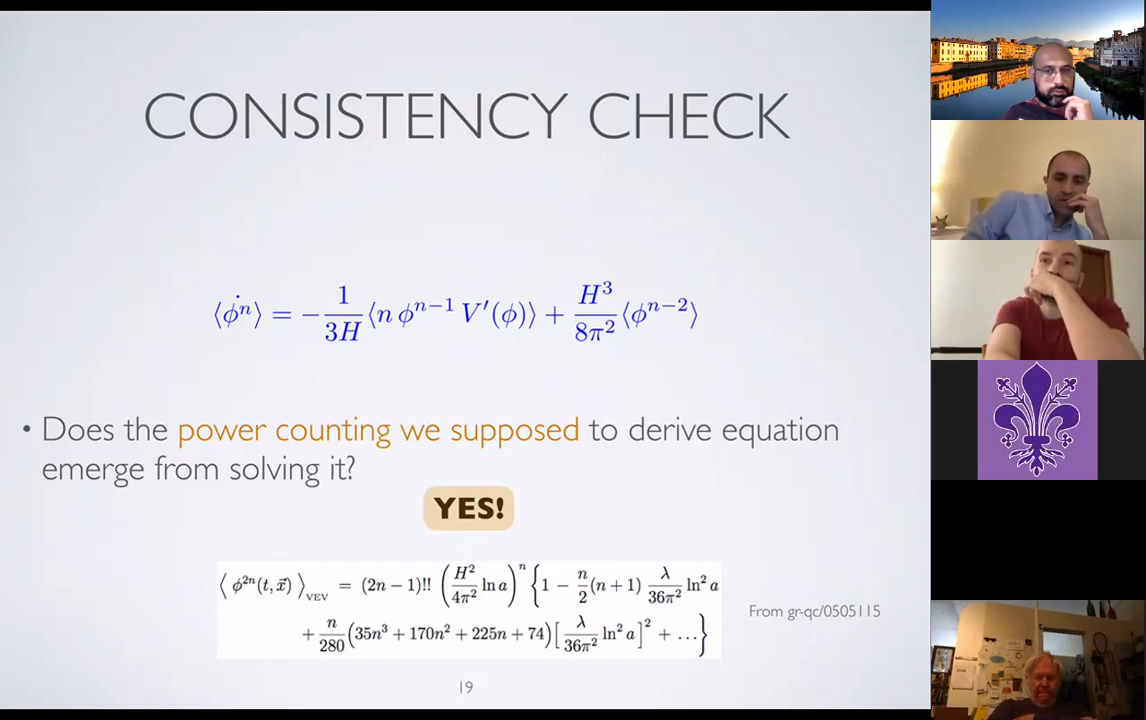 CONSISTENCY CHECK
⟨ϕ̇ⁿ⟩ = −1/3H ⟨n ϕⁿ⁻¹ V′(ϕ)⟩ + H³/8π² ⟨ϕⁿ⁻²⟩
• Does the power counting we supposed to derive equation
emerge from solving it?
YES!
⟨ϕ²ⁿ(t, x⃗)⟩_VEV = (2n−1)!! (H²/4π² ln a)ⁿ {1 − n/2 (n+1) λ/36π² ln² a
+ n/280 (35n³ + 170n² + 225n + 74) [λ/36π² ln² a]² + …}
From gr-qc/0505115
19